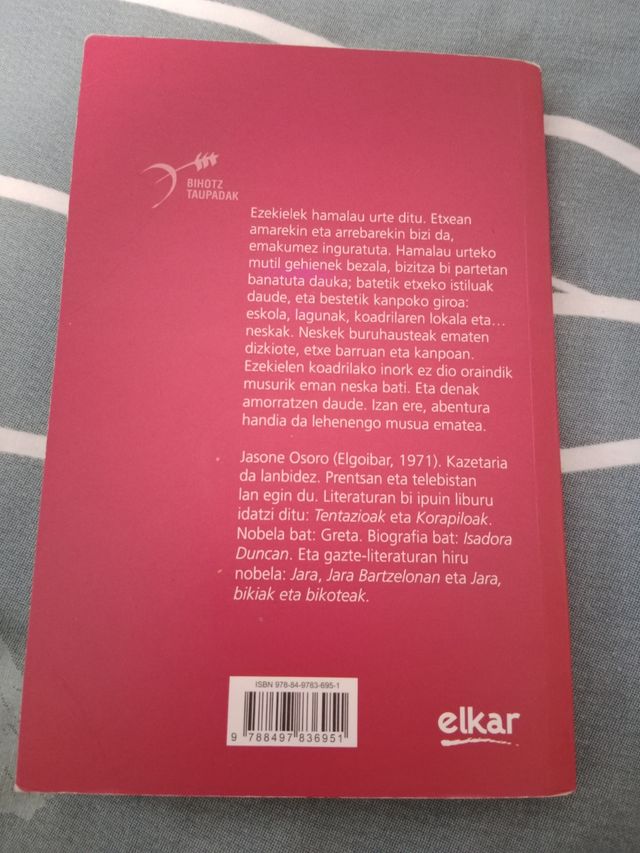 BIHOTZ
TAUPADAK
Ezekielek hamalau urte ditu. Etxean
amarekin eta arrebarekin bizi da,
emakumez inguratuta. Hamalau urteko
mutil gehienek bezala, bizitza bi partetan
banatuta dauka; batetik etxeko istiluak
daude, eta bestetik kanpoko giroa:
eskola, lagunak, koadrilaren lokala eta...
neskak. Neskek buruhausteak ematen
dizkiote, etxe barruan eta kanpoan.
Ezekielen koadrilako inork ez dio oraindik
musurik eman neska bati. Eta denak
amorratzen daude. Izan ere, abentura
handia da lehenengo musua ematea.
Jasone Osoro (Elgoibar, 1971). Kazetaria
da lanbidez. Prentsan eta telebistan
lan egin du. Literaturan bi ipuin liburu
idatzi ditu: Tentazioak eta Korapiloak.
Nobela bat: Greta. Biografia bat: Isadora
Duncan. Eta gazte-literaturan hiru
nobela: Jara, Jara Bartzelonan eta Jara,
bikiak eta bikoteak.
ISBN 978-84-9783-695-1
9 788497 836951
elkar